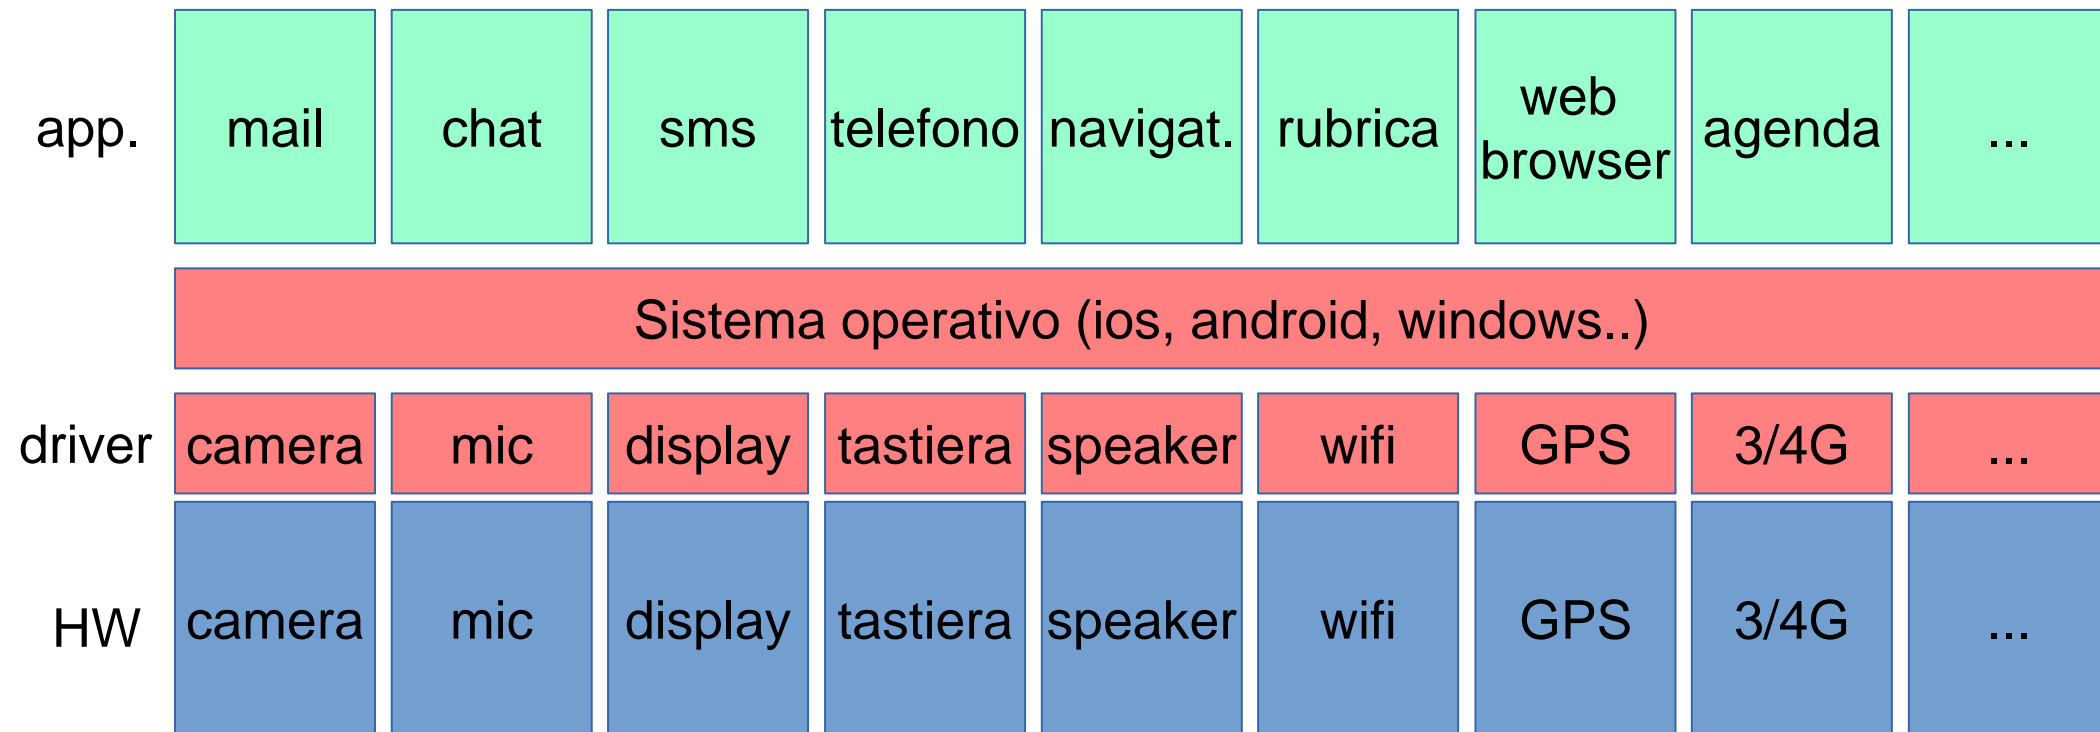 app. mail chat sms telefono navigat. rubrica web browser agenda ...
Sistema operativo (ios, android, windows..)
driver camera mic display tastiera speaker wifi GPS 3/4G ...
HW camera mic display tastiera speaker wifi GPS 3/4G ...